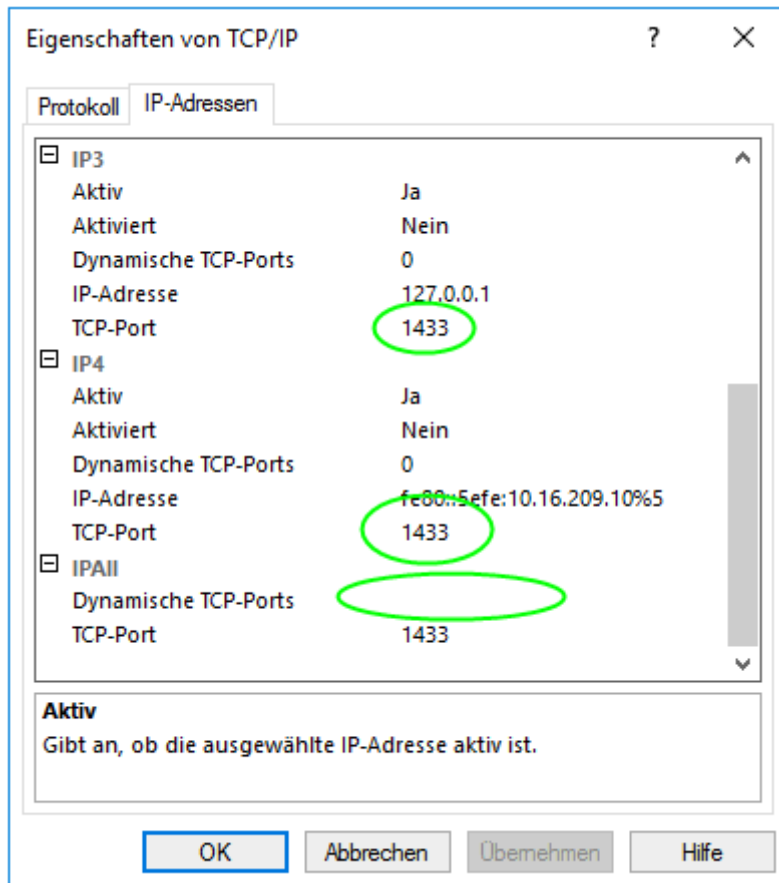 Eigenschaften von TCP/IP
Protokoll IP-Adressen
IP3
Aktiv Ja
Aktiviert Nein
Dynamische TCP-Ports 0
IP-Adresse 127.0.0.1
TCP-Port 1433
IP4
Aktiv Ja
Aktiviert Nein
Dynamische TCP-Ports 0
IP-Adresse fe80::5efe:10.16.209.10%5
TCP-Port 1433
IPAll
Dynamische TCP-Ports
TCP-Port 1433
Aktiv
Gibt an, ob die ausgewählte IP-Adresse aktiv ist.
OK Abbrechen Übernehmen Hilfe